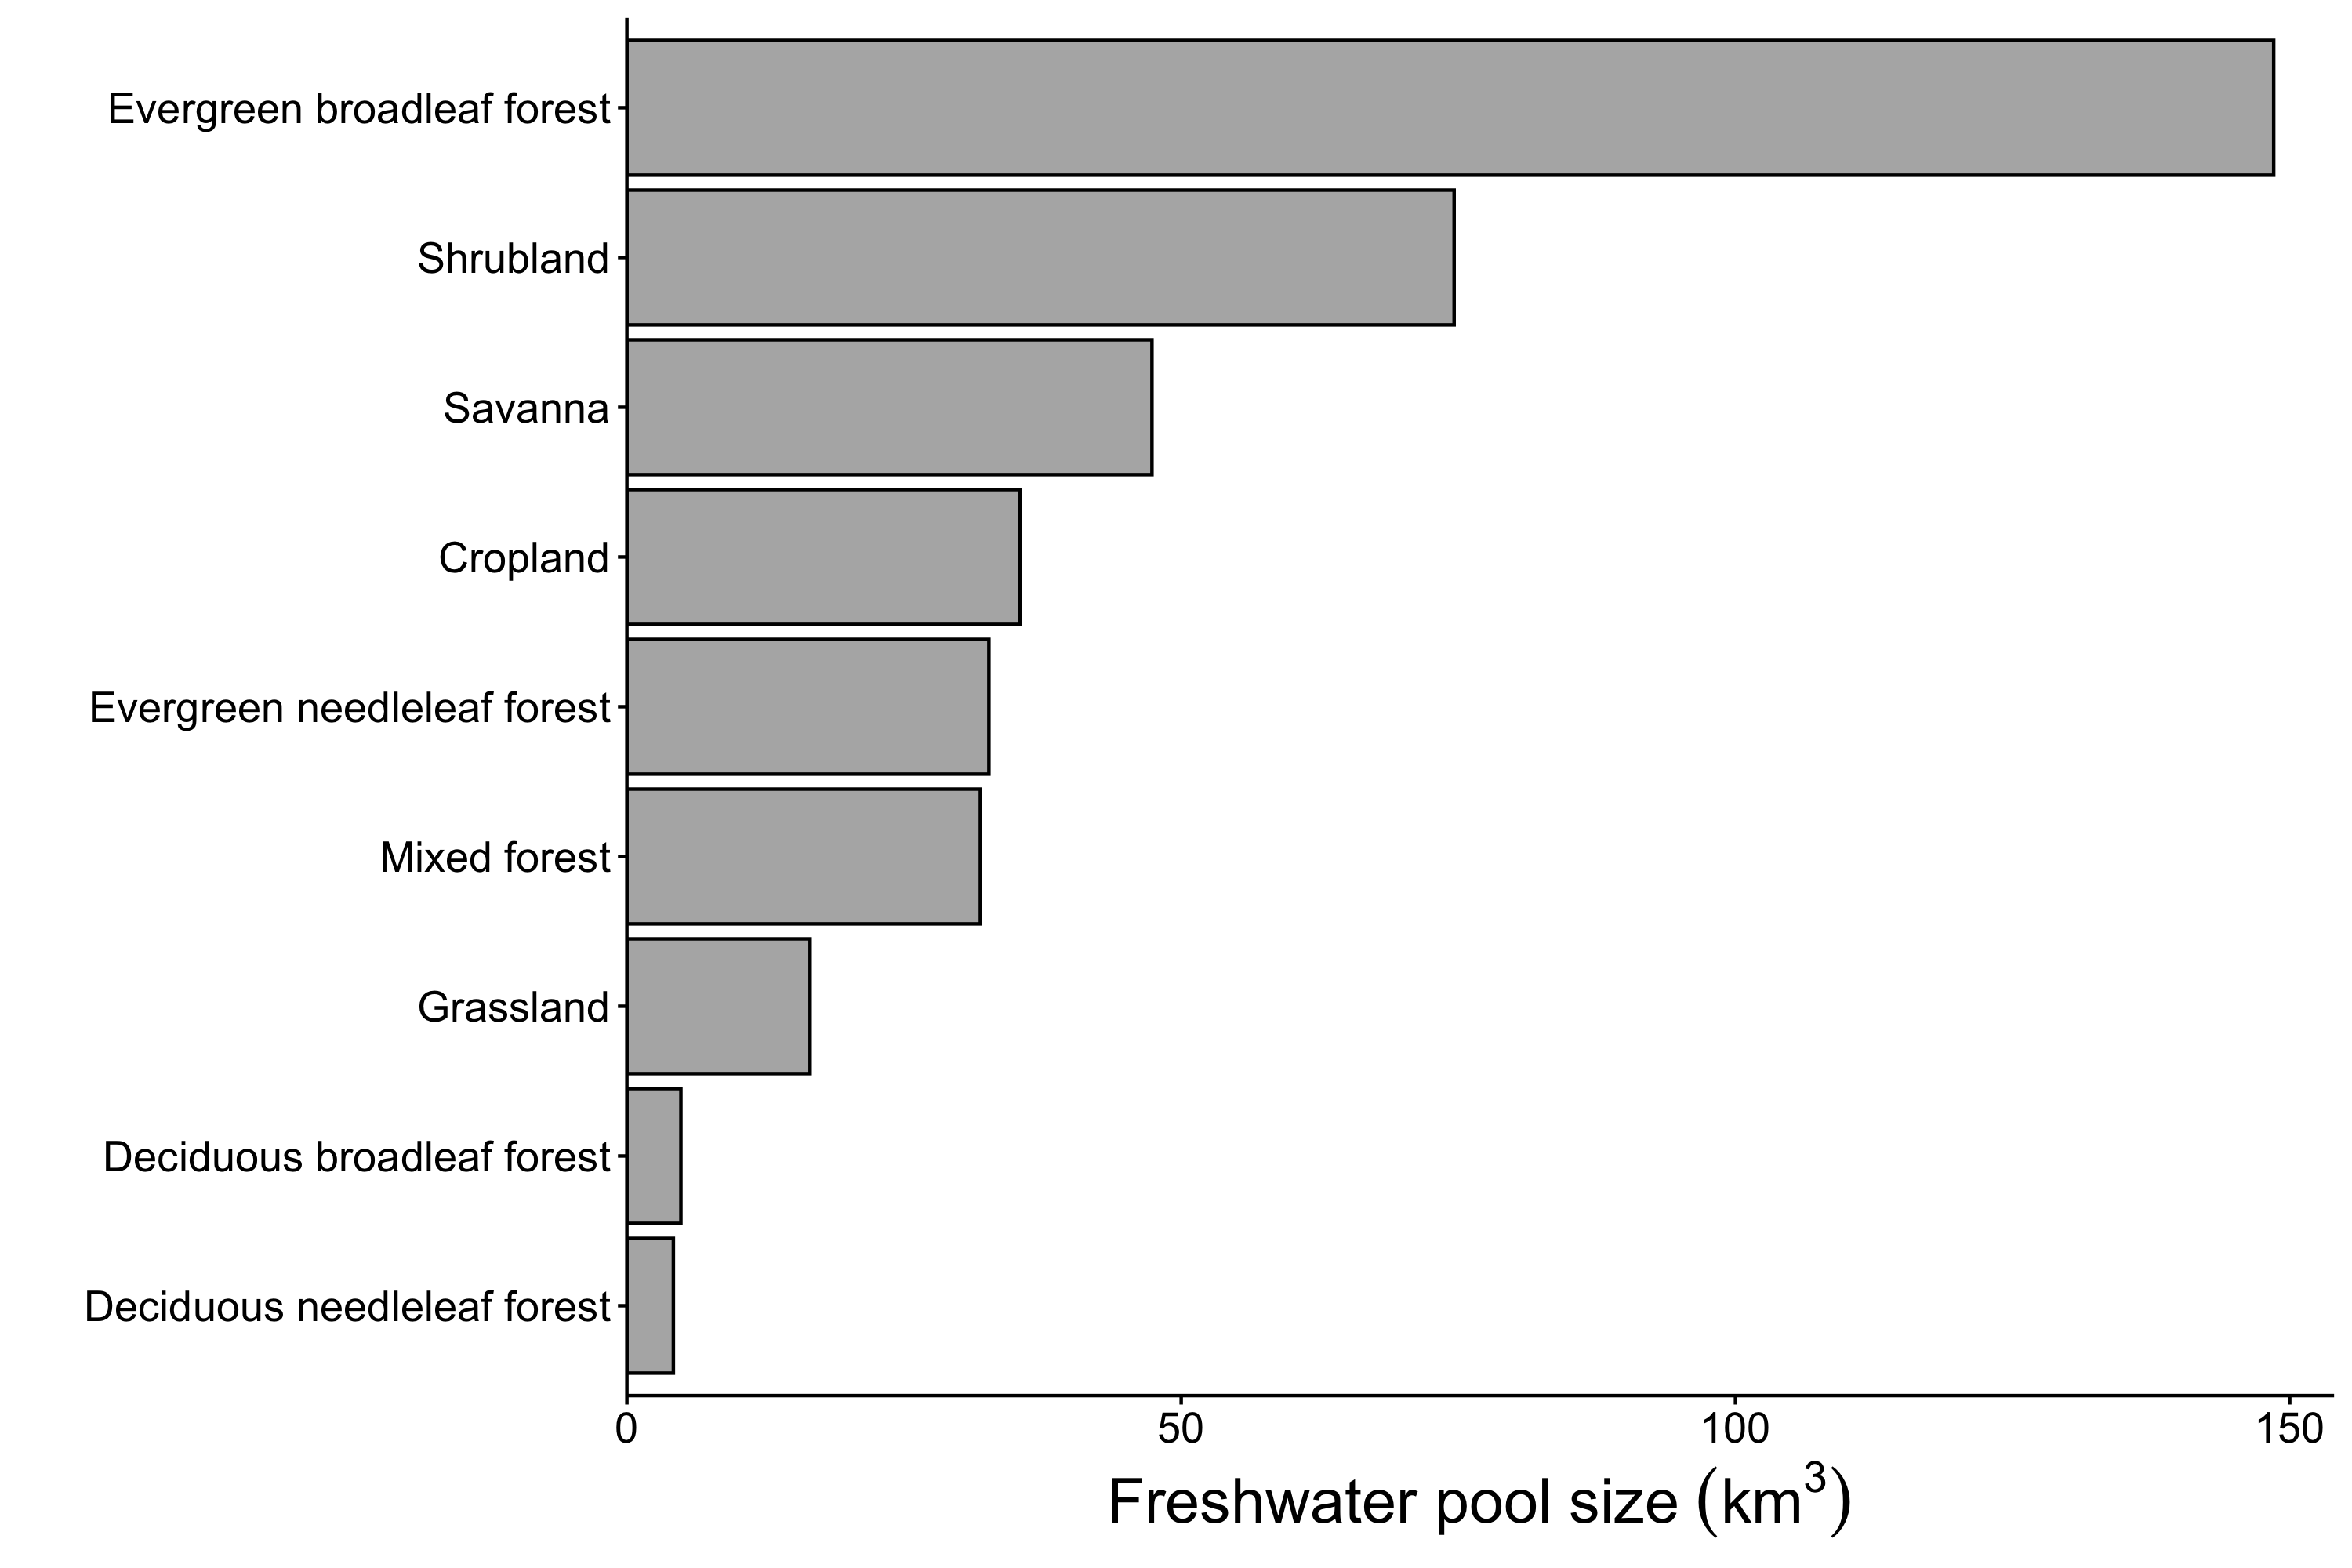 Evergreen broadleaf forest
Shrubland
Savanna
Cropland
Evergreen needleleaf forest
Mixed forest
Grassland
Deciduous broadleaf forest
Deciduous needleleaf forest
0 50 100 150
Freshwater pool size (km³)